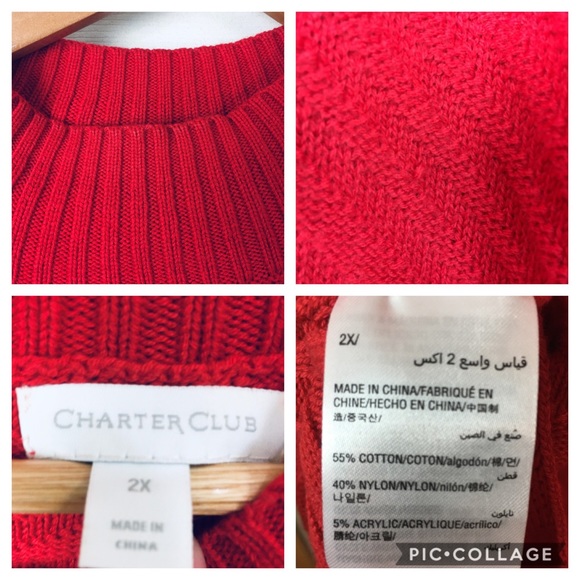 CHARTER CLUB
2X
MADE IN
CHINA
2X/
قياس واسع 2 اكس
MADE IN CHINA/FABRIQUÉ EN
CHINE/HECHO EN CHINA/中国制
造/중국산/
صُنع في الصين
55% COTTON/COTON/algodón/棉/면/
قطن
40% NYLON/NYLON/nilón/锦纶/
나일론/
نايلون
5% ACRYLIC/ACRYLIQUE/acrílico/
腈纶/아크릴/
PIC•COLLAGE